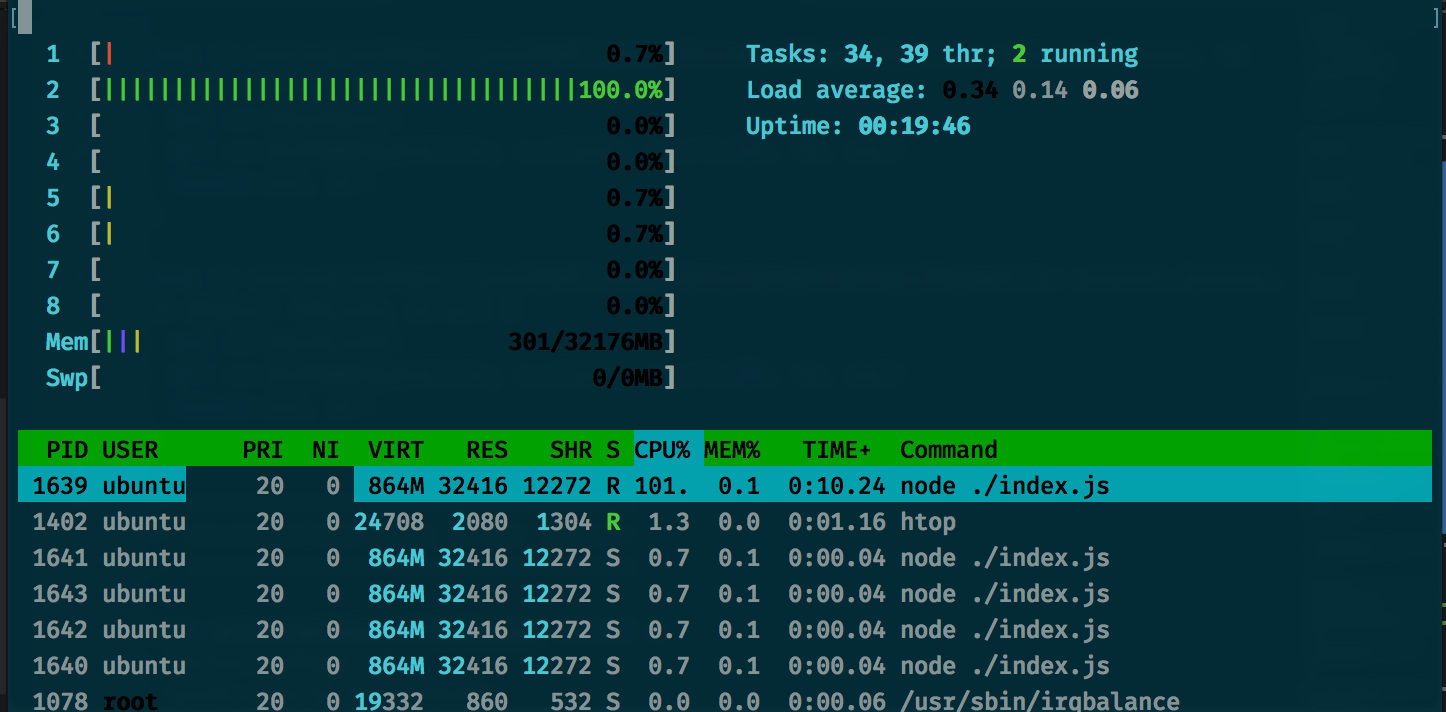 1 [| 0.7%] Tasks: 34, 39 thr; 2 running
2 [||||||||||||||||||||||||||||||||||100.0%] Load average: 0.34 0.14 0.06
3 [ 0.0%] Uptime: 00:19:46
4 [ 0.0%]
5 [| 0.7%]
6 [| 0.7%]
7 [ 0.0%]
8 [ 0.0%]
Mem[||| 301/32176MB]
Swp[ 0/0MB]
PID USER PRI NI VIRT RES SHR S CPU% MEM% TIME+ Command
1639 ubuntu 20 0 864M 32416 12272 R 101. 0.1 0:10.24 node ./index.js
1402 ubuntu 20 0 24708 2080 1304 R 1.3 0.0 0:01.16 htop
1641 ubuntu 20 0 864M 32416 12272 S 0.7 0.1 0:00.04 node ./index.js
1643 ubuntu 20 0 864M 32416 12272 S 0.7 0.1 0:00.04 node ./index.js
1642 ubuntu 20 0 864M 32416 12272 S 0.7 0.1 0:00.04 node ./index.js
1640 ubuntu 20 0 864M 32416 12272 S 0.7 0.1 0:00.04 node ./index.js
1078 root 20 0 19332 860 532 S 0.0 0.0 0:00.06 /usr/sbin/irqbalance